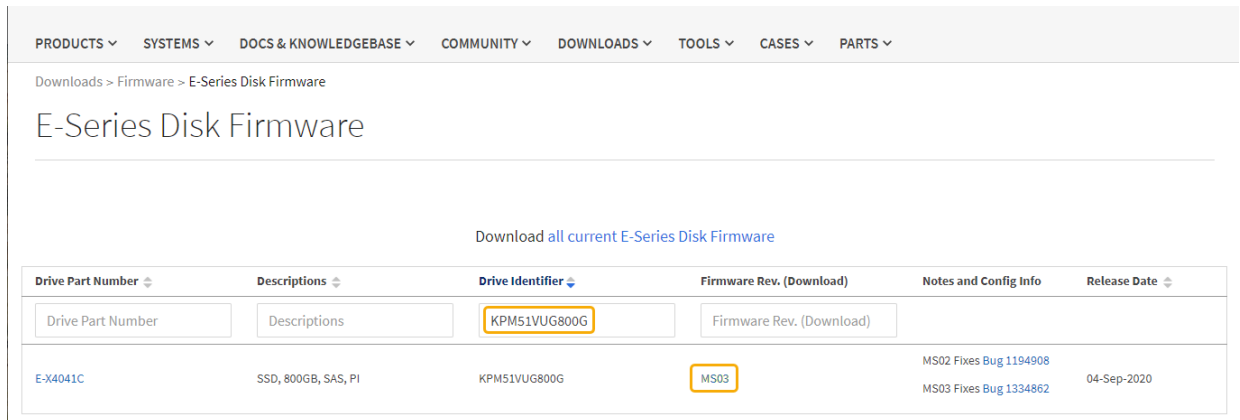 PRODUCTS SYSTEMS DOCS & KNOWLEDGEBASE COMMUNITY DOWNLOADS TOOLS CASES PARTS
Downloads > Firmware > E-Series Disk Firmware
E-Series Disk Firmware
Download all current E-Series Disk Firmware
Drive Part Number Descriptions Drive Identifier Firmware Rev. (Download) Notes and Config Info Release Date
Drive Part Number Descriptions KPM51VUG800G Firmware Rev. (Download)
MS02 Fixes Bug 1194908
E-X4041C SSD, 800GB, SAS, PI KPM51VUG800G MS03 04-Sep-2020
MS03 Fixes Bug 1334862